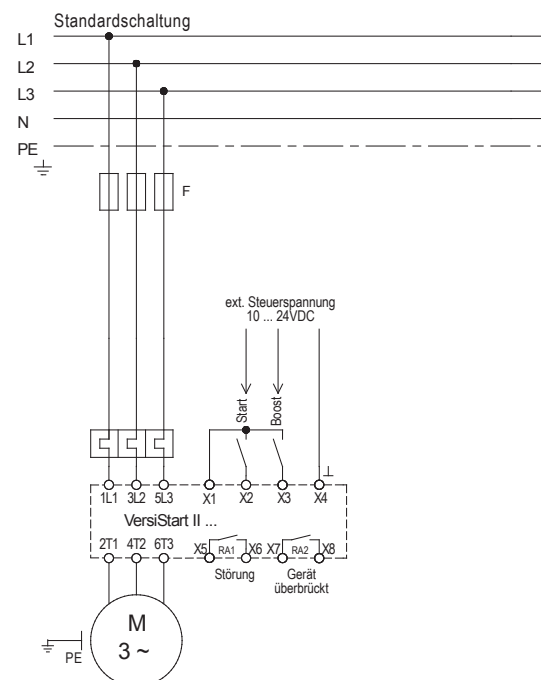 Standardschaltung
L1
L2
L3
N
PE
F
ext. Steuerspannung
10 ... 24VDC
Start
Boost
1L1 3L2 5L3 X1 X2 X3 X4
VersiStart II ...
2T1 4T2 6T3 X5 RA1 X6 X7 RA2 X8
Störung
Gerät
überbrückt
M
3 ~
PE